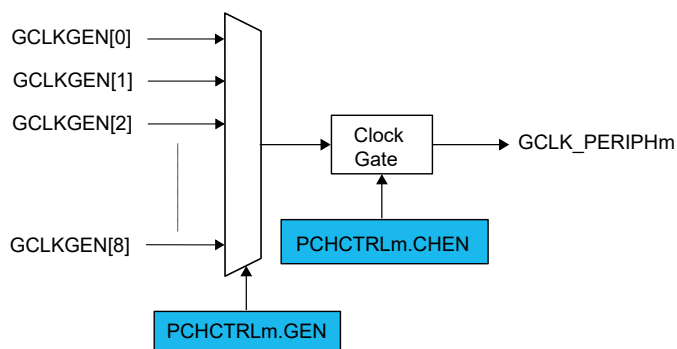 GCLKGEN[0]
GCLKGEN[1]
GCLKGEN[2]
GCLKGEN[8]
Clock
Gate
GCLK_PERIPHm
PCHCTRLm.CHEN
PCHCTRLm.GEN